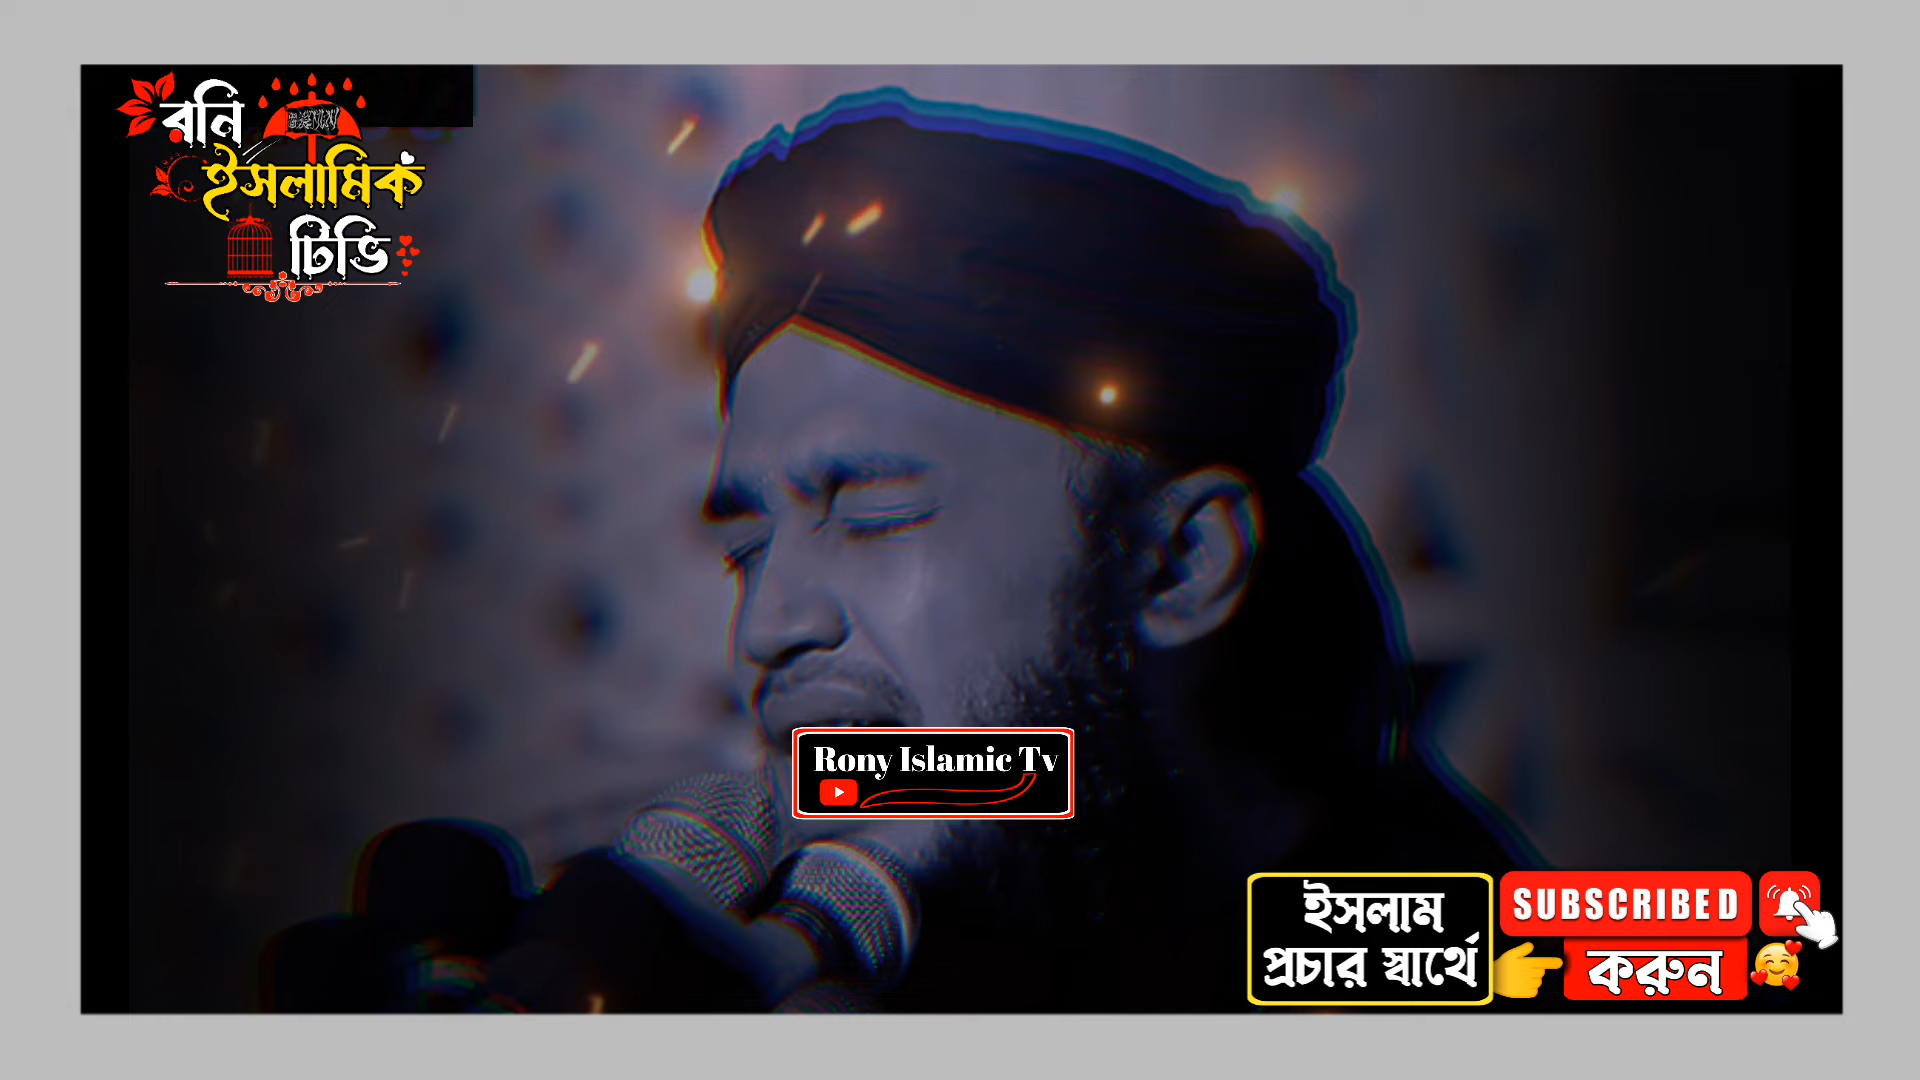 রনি
ইসলামিক
টিভি
Rony Islamic Tv
ইসলাম
প্রচার স্বার্থে
SUBSCRIBED
করুন